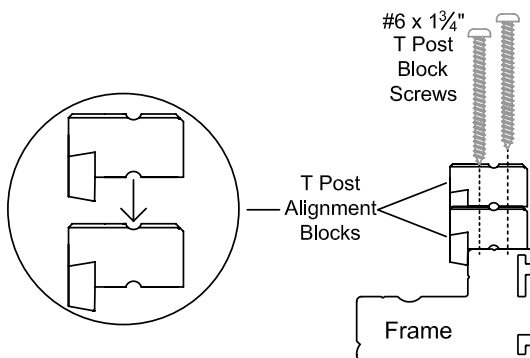 #6 x 1¾"
T Post
Block
Screws
T Post
Alignment
Blocks
Frame